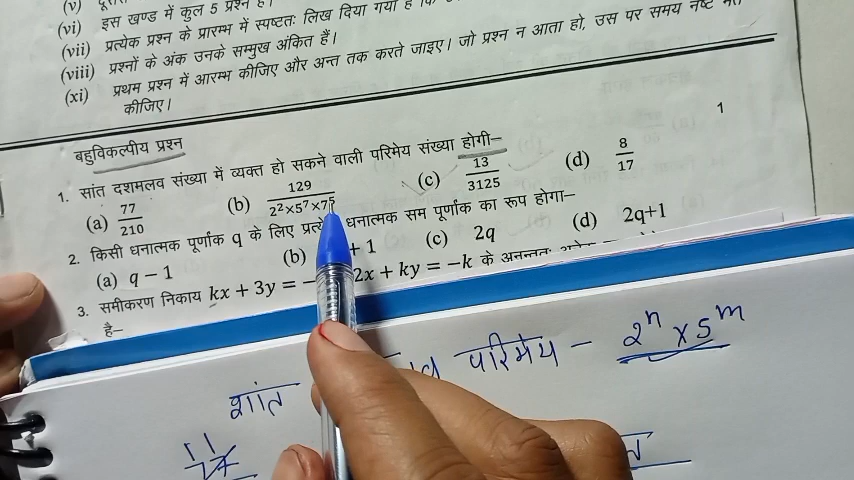 (v)
(vi) इस खण्ड में कुल 5 प्रश्न हैं।
(vii) प्रत्येक प्रश्न के प्रारम्भ में स्पष्टतः लिख दिया गया है कि
(viii) प्रश्नों के अंक उनके सम्मुख अंकित हैं।
(xi) प्रथम प्रश्न में आरम्भ कीजिए और अन्त तक करते जाइए। जो प्रश्न न आता हो, उस पर समय नष्ट मत
कीजिए।
बहुविकल्पीय प्रश्न
1. सांत दशमलव संख्या में व्यक्त हो सकने वाली परिमेय संख्या होगी– 1
(a) 77/210 (b) 129/2²×5⁷×7⁵ (c) 13/3125 (d) 8/17
2. किसी धनात्मक पूर्णांक q के लिए धनात्मक सम पूर्णांक का रूप होगा–
(a) q − 1 (b) + 1 (c) 2q (d) 2q+1
3. समीकरण निकाय kx + 3y = − 2x + ky = −k के अनन्ततः
है–
शांत परिमेय – 2ⁿ × 5ᵐ
11